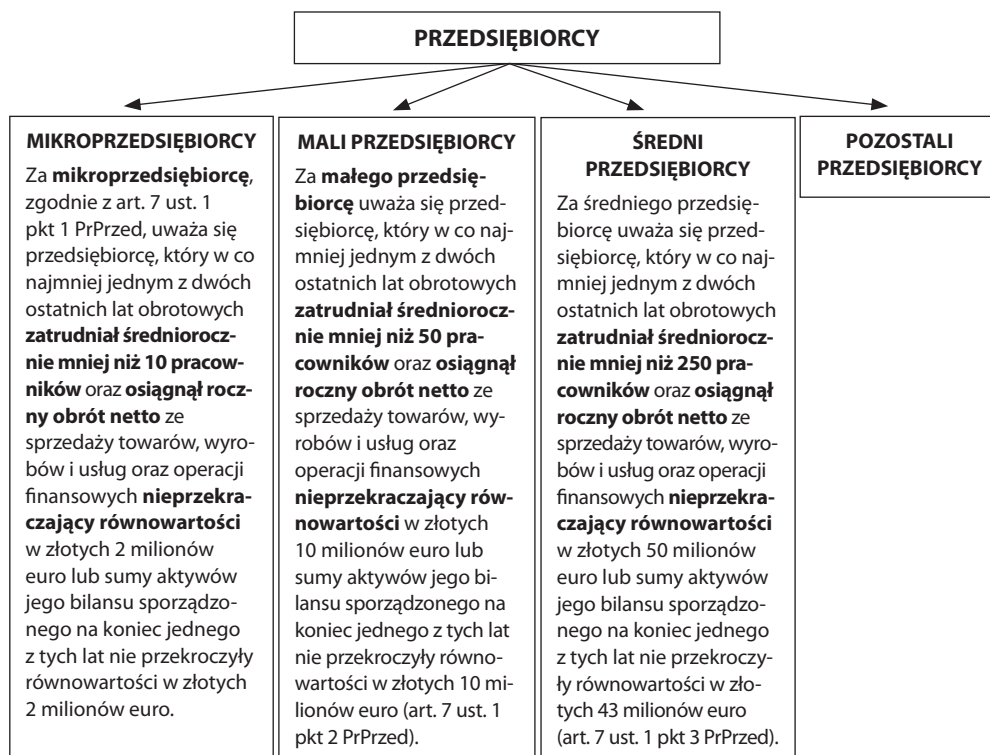 PRZEDSIĘBIORCY
MIKROPRZEDSIĘBIORCY
Za mikroprzedsiębiorcę,
zgodnie z art. 7 ust. 1
pkt 1 PrPrzed, uważa się
przedsiębiorcę, który w co
najmniej jednym z dwóch
ostatnich lat obrotowych
zatrudniał średniorocz-
nie mniej niż 10 pracow-
ników oraz osiągnął rocz-
ny obrót netto ze
sprzedaży towarów, wyro-
bów i usług oraz operacji
finansowych nieprzekra-
czający równowartości
w złotych 2 milionów
euro lub sumy aktywów
jego bilansu sporządzo-
nego na koniec jednego
z tych lat nie przekroczyły
równowartości w złotych
2 milionów euro.
MALI PRZEDSIĘBIORCY
Za małego przedsię-
biorcę uważa się przed-
siębiorcę, który w co naj-
mniej jednym z dwóch
ostatnich lat obrotowych
zatrudniał średniorocz-
nie mniej niż 50 pra-
cowników oraz osiągnął
roczny obrót netto ze
sprzedaży towarów, wy-
robów i usług oraz
operacji finansowych
nieprzekraczający rów-
nowartości w złotych
10 milionów euro lub
sumy aktywów jego bi-
lansu sporządzonego na
koniec jednego z tych lat
nie przekroczyły równo-
wartości w złotych 10 mi-
lionów euro (art. 7 ust. 1
pkt 2 PrPrzed).
ŚREDNI
PRZEDSIĘBIORCY
Za średniego przedsię-
biorcę uważa się przed-
siębiorcę, który w co naj-
mniej jednym z dwóch
ostatnich lat obrotowych
zatrudniał średniorocz-
nie mniej niż 250 pra-
cowników oraz osiągnął
roczny obrót netto ze
sprzedaży towarów, wyro-
bów i usług oraz operacji
finansowych nieprzekra-
czający równowartości
w złotych 50 milionów
euro lub sumy aktywów
jego bilansu sporządzo-
nego na koniec jednego
z tych lat nie przekroczy-
ły równowartości w zło-
tych 43 milionów euro
(art. 7 ust. 1 pkt 3 PrPrzed).
POZOSTALI
PRZEDSIĘBIORCY